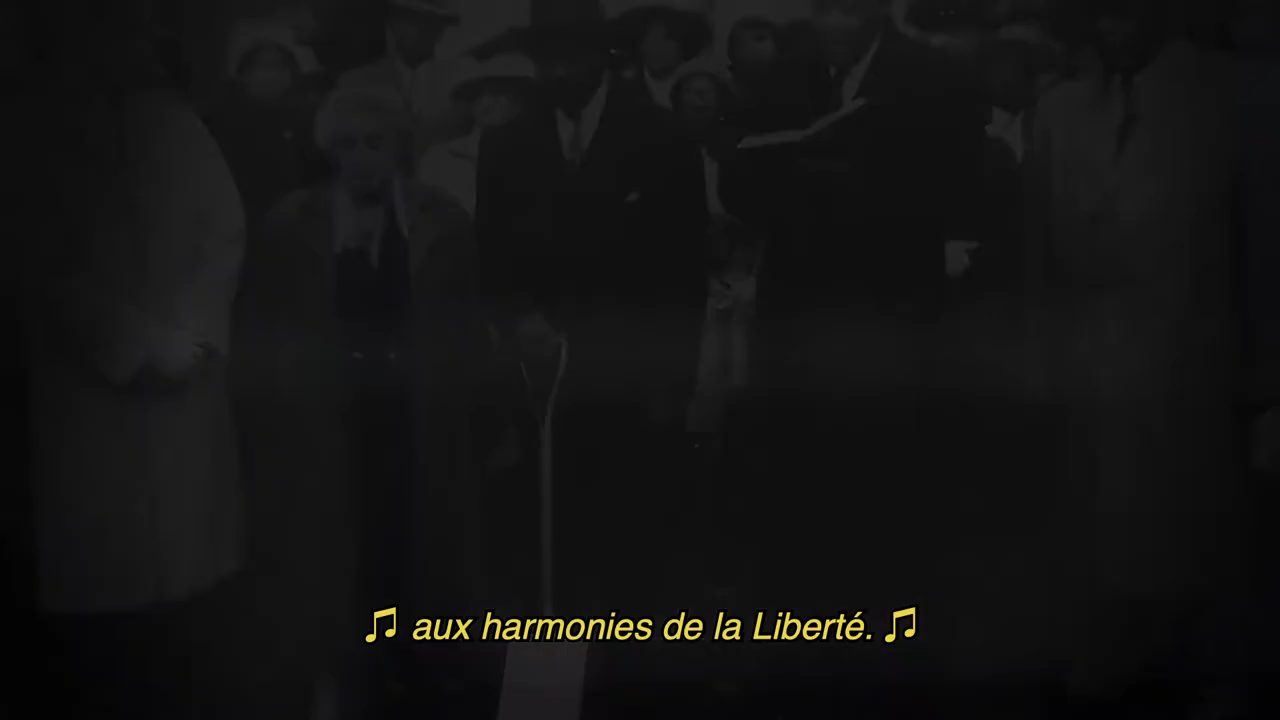 ♫ aux harmonies de la Liberté. ♫